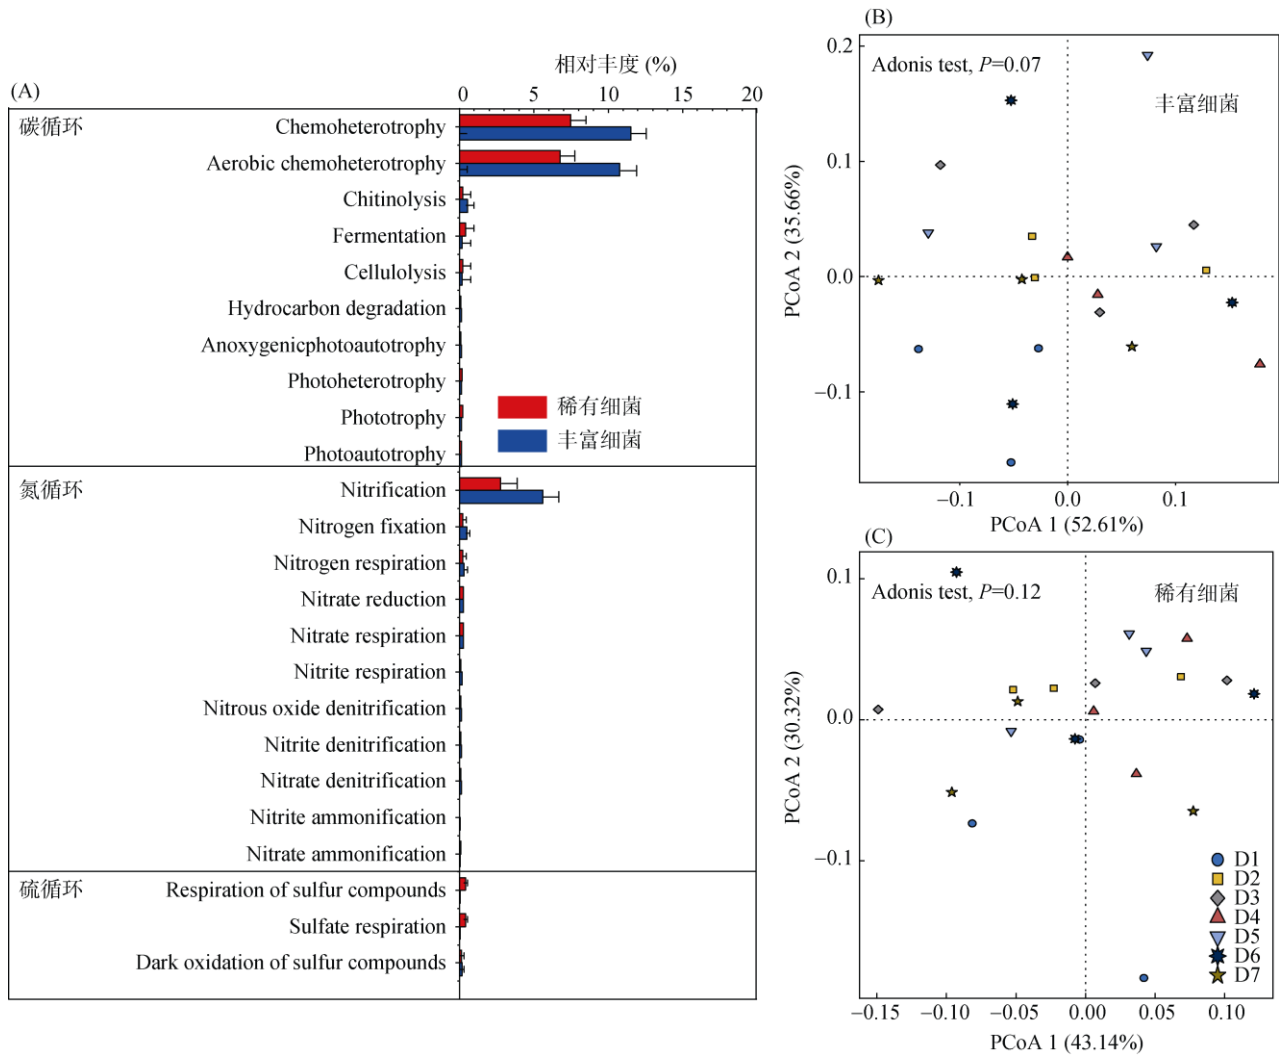 (A)
相对丰度 (%)
0 5 10 15 20
碳循环
Chemoheterotrophy
Aerobic chemoheterotrophy
Chitinolysis
Fermentation
Cellulolysis
Hydrocarbon degradation
Anoxygenicphotoautotrophy
Photoheterotrophy
Phototrophy
Photoautotrophy
稀有细菌
丰富细菌
氮循环
Nitrification
Nitrogen fixation
Nitrogen respiration
Nitrate reduction
Nitrate respiration
Nitrite respiration
Nitrous oxide denitrification
Nitrite denitrification
Nitrate denitrification
Nitrite ammonification
Nitrate ammonification
硫循环
Respiration of sulfur compounds
Sulfate respiration
Dark oxidation of sulfur compounds
(B)
Adonis test, P=0.07
丰富细菌
PCoA 2 (35.66%)
0.2
0.1
0.0
−0.1
−0.1 0.0 0.1
PCoA 1 (52.61%)
(C)
Adonis test, P=0.12
稀有细菌
PCoA 2 (30.32%)
0.1
0.0
−0.1
D1
D2
D3
D4
D5
D6
D7
−0.15 −0.10 −0.05 0.00 0.05 0.10
PCoA 1 (43.14%)